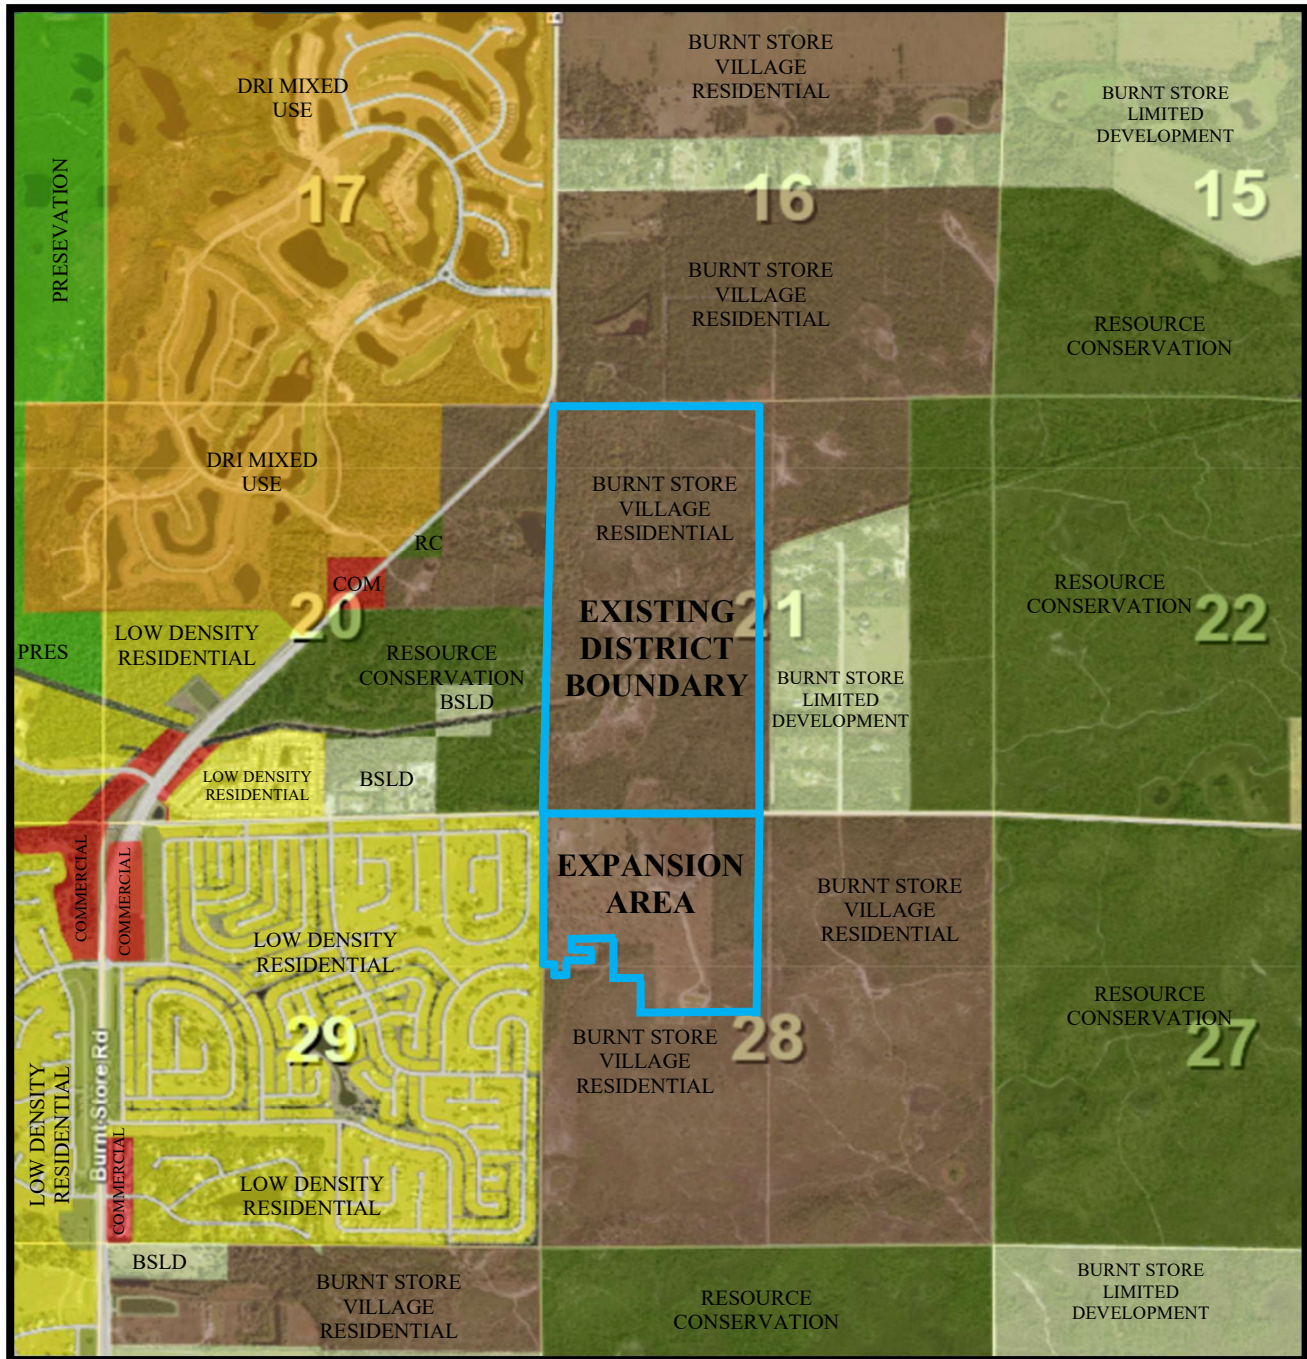 BURNT STORE
VILLAGE
RESIDENTIAL
DRI MIXED
USE
BURNT STORE
LIMITED
DEVELOPMENT
PRESEVATION
17
16
15
BURNT STORE
VILLAGE
RESIDENTIAL
RESOURCE
CONSERVATION
DRI MIXED
USE
BURNT STORE
VILLAGE
RESIDENTIAL
RC
COM
20
EXISTING
DISTRICT
BOUNDARY
21
RESOURCE
CONSERVATION
22
PRES
LOW DENSITY
RESIDENTIAL
RESOURCE
CONSERVATION
BSLD
BURNT STORE
LIMITED
DEVELOPMENT
LOW DENSITY
RESIDENTIAL
BSLD
COMMERCIAL
COMMERCIAL
EXPANSION
AREA
BURNT STORE
VILLAGE
RESIDENTIAL
LOW DENSITY
RESIDENTIAL
RESOURCE
CONSERVATION
29
28
27
BURNT STORE
VILLAGE
RESIDENTIAL
LOW DENSITY
RESIDENTIAL
Burnt Store Rd
COMMERCIAL
LOW DENSITY
RESIDENTIAL
BSLD
BURNT STORE
VILLAGE
RESIDENTIAL
RESOURCE
CONSERVATION
BURNT STORE
LIMITED
DEVELOPMENT